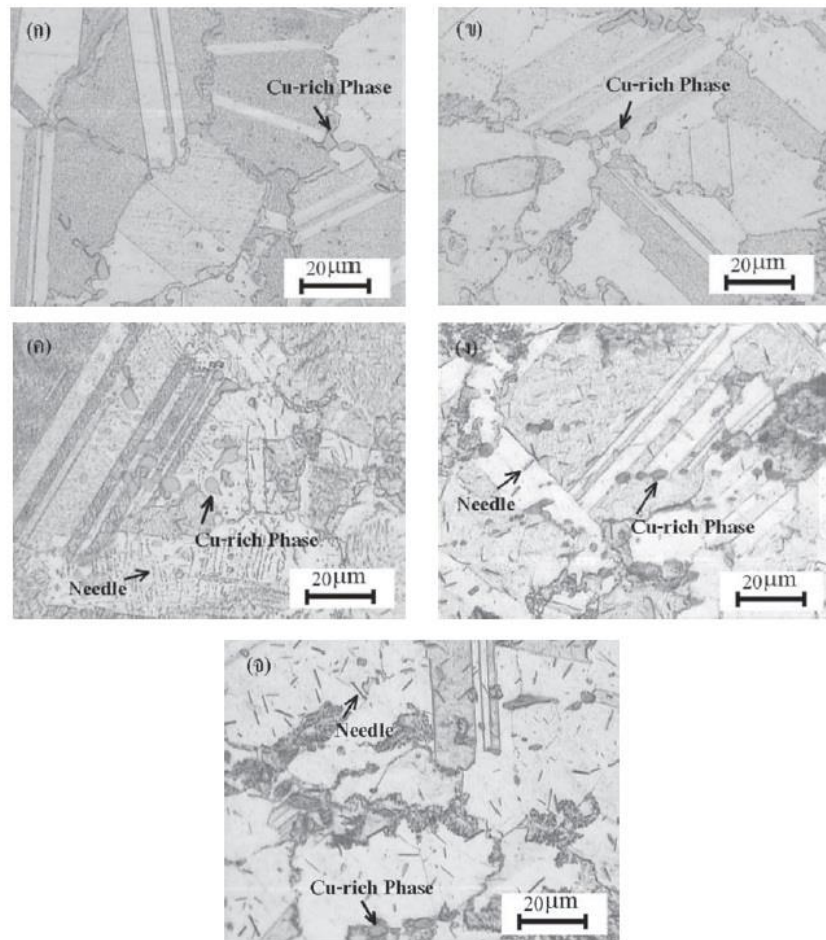 (ก)
Cu-rich Phase
20μm
(ข)
Cu-rich Phase
20μm
(ค)
Cu-rich Phase
Needle
20μm
(ง)
Needle
Cu-rich Phase
20μm
(จ)
Needle
Cu-rich Phase
20μm